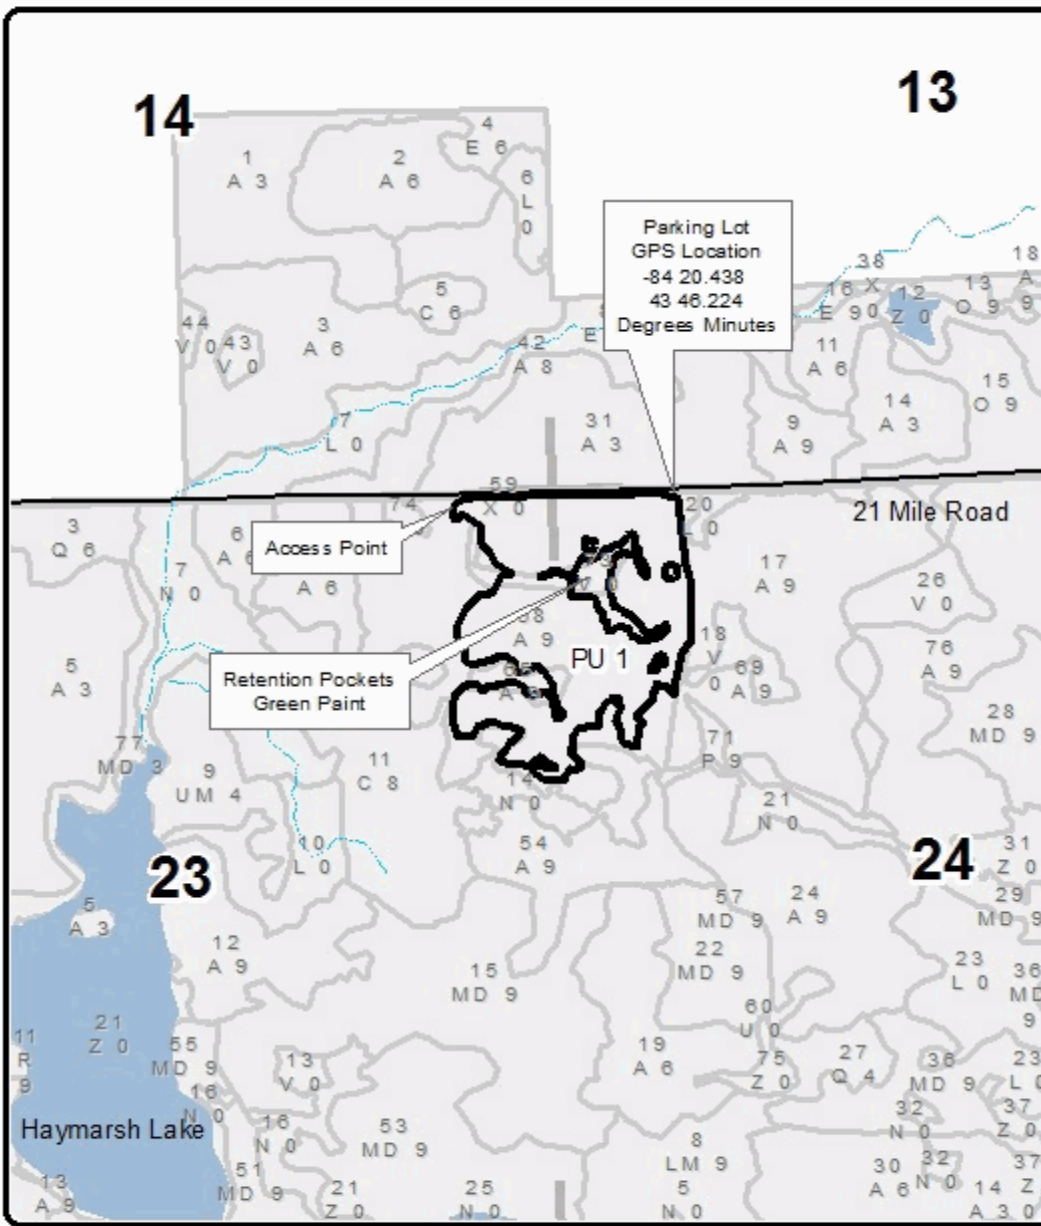 14
13
4
E 6
1
A 3
2
A 6
6
L
0
Parking Lot
GPS Location
-84 20.438
43 46.224
Degrees Minutes
38
X
18
A
9
16
E 9 0
12
Z 0
13
O 9
5
C 6
44
V 0
43
V 0
3
A 6
E
42
A 8
11
A 6
15
O 9
14
A 3
7
L 0
31
A 3
9
A 9
59
X 0
74
20
L 0
21 Mile Road
3
Q 6
6
A 6
Access Point
A 6
7
N 0
17
A 9
26
V 0
A 9
PU 1
18
V
0
69
A 9
76
A 9
5
A 3
Retention Pockets
Green Paint
28
MD 9
77
MD 3
9
UM 4
11
C 8
71
P 9
14
N 0
21
N 0
10
L 0
54
A 9
23
24
31
Z 0
5
A 3
57
MD 9
24
A 9
29
MD 9
12
A 9
15
MD 9
22
MD 9
23
L 0
36
MD
9
60
U 0
11
R
9
21
Z 0
55
MD 9
13
V 0
19
A 6
75
Z 0
27
Q 4
36
MD 9
23
L 0
16
N 0
Haymarsh Lake
16
N 0
53
MD 9
32
N 0
37
Z 0
8
LM 9
13
A 9
51
MD 9
21
Z 0
25
N 0
5
N 0
30
A 6
32
N 0
37
Z
14
A 3 0